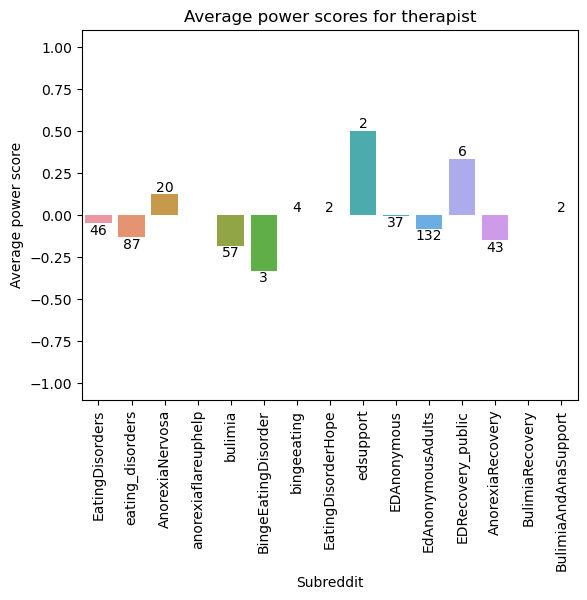 Average power scores for therapist
Average power score
1.00
0.75
0.50
0.25
0.00
−0.25
−0.50
−0.75
−1.00
46
87
20
57
3
4
2
2
37
132
6
43
2
EatingDisorders
eating_disorders
AnorexiaNervosa
anorexiaflareuphelp
bulimia
BingeEatingDisorder
bingeeating
EatingDisorderHope
edsupport
EDAnonymous
EdAnonymousAdults
EDRecovery_public
AnorexiaRecovery
BulimiaRecovery
BulimiaAndAnaSupport
Subreddit